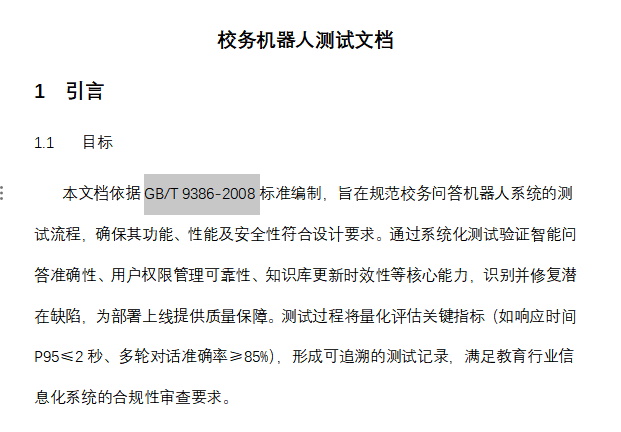 校务机器人测试文档
1 引言
1.1 目标
本文档依据 GB/T 9386-2008 标准编制，旨在规范校务问答机器人系统的测
试流程，确保其功能、性能及安全性符合设计要求。通过系统化测试验证智能问
答准确性、用户权限管理可靠性、知识库更新时效性等核心能力，识别并修复潜
在缺陷，为部署上线提供质量保障。测试过程将量化评估关键指标（如响应时间
P95≤2 秒、多轮对话准确率≥85%），形成可追溯的测试记录，满足教育行业信
息化系统的合规性审查要求。